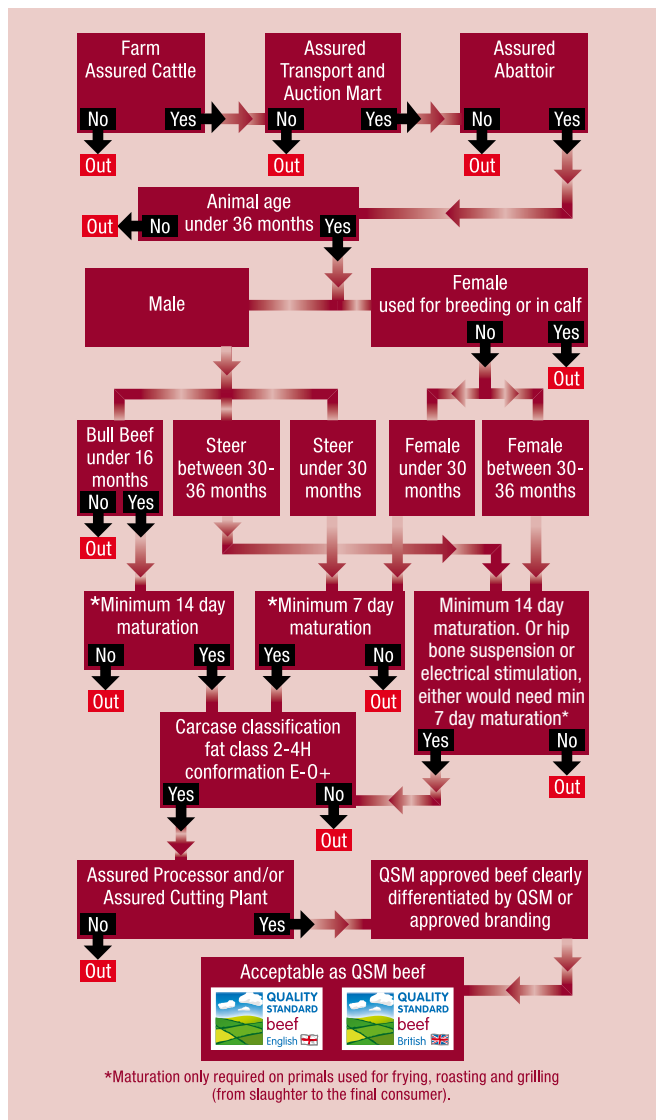 Farm
Assured Cattle
No
Yes
Out
Assured
Transport and
Auction Mart
No
Yes
Out
Assured
Abattoir
No
Yes
Out
Animal age
under 36 months
Out
No
Yes
Male
Female
used for breeding or in calf
No
Yes
Out
Bull Beef
under 16
months
No
Yes
Out
Steer
between 30-
36 months
Steer
under 30
months
Female
under 30
months
Female
between 30-
36 months
*Minimum 14 day
maturation
No
Yes
Out
*Minimum 7 day
maturation
Yes
No
Out
Minimum 14 day
maturation. Or hip
bone suspension or
electrical stimulation,
either would need min
7 day maturation*
Yes
No
Out
Carcase classification
fat class 2-4H
conformation E-O+
Yes
No
Out
Assured Processor and/or
Assured Cutting Plant
No
Yes
Out
QSM approved beef clearly
differentiated by QSM or
approved branding
Acceptable as QSM beef
QUALITY
STANDARD
beef
English
QUALITY
STANDARD
beef
British
*Maturation only required on primals used for frying, roasting and grilling
(from slaughter to the final consumer).